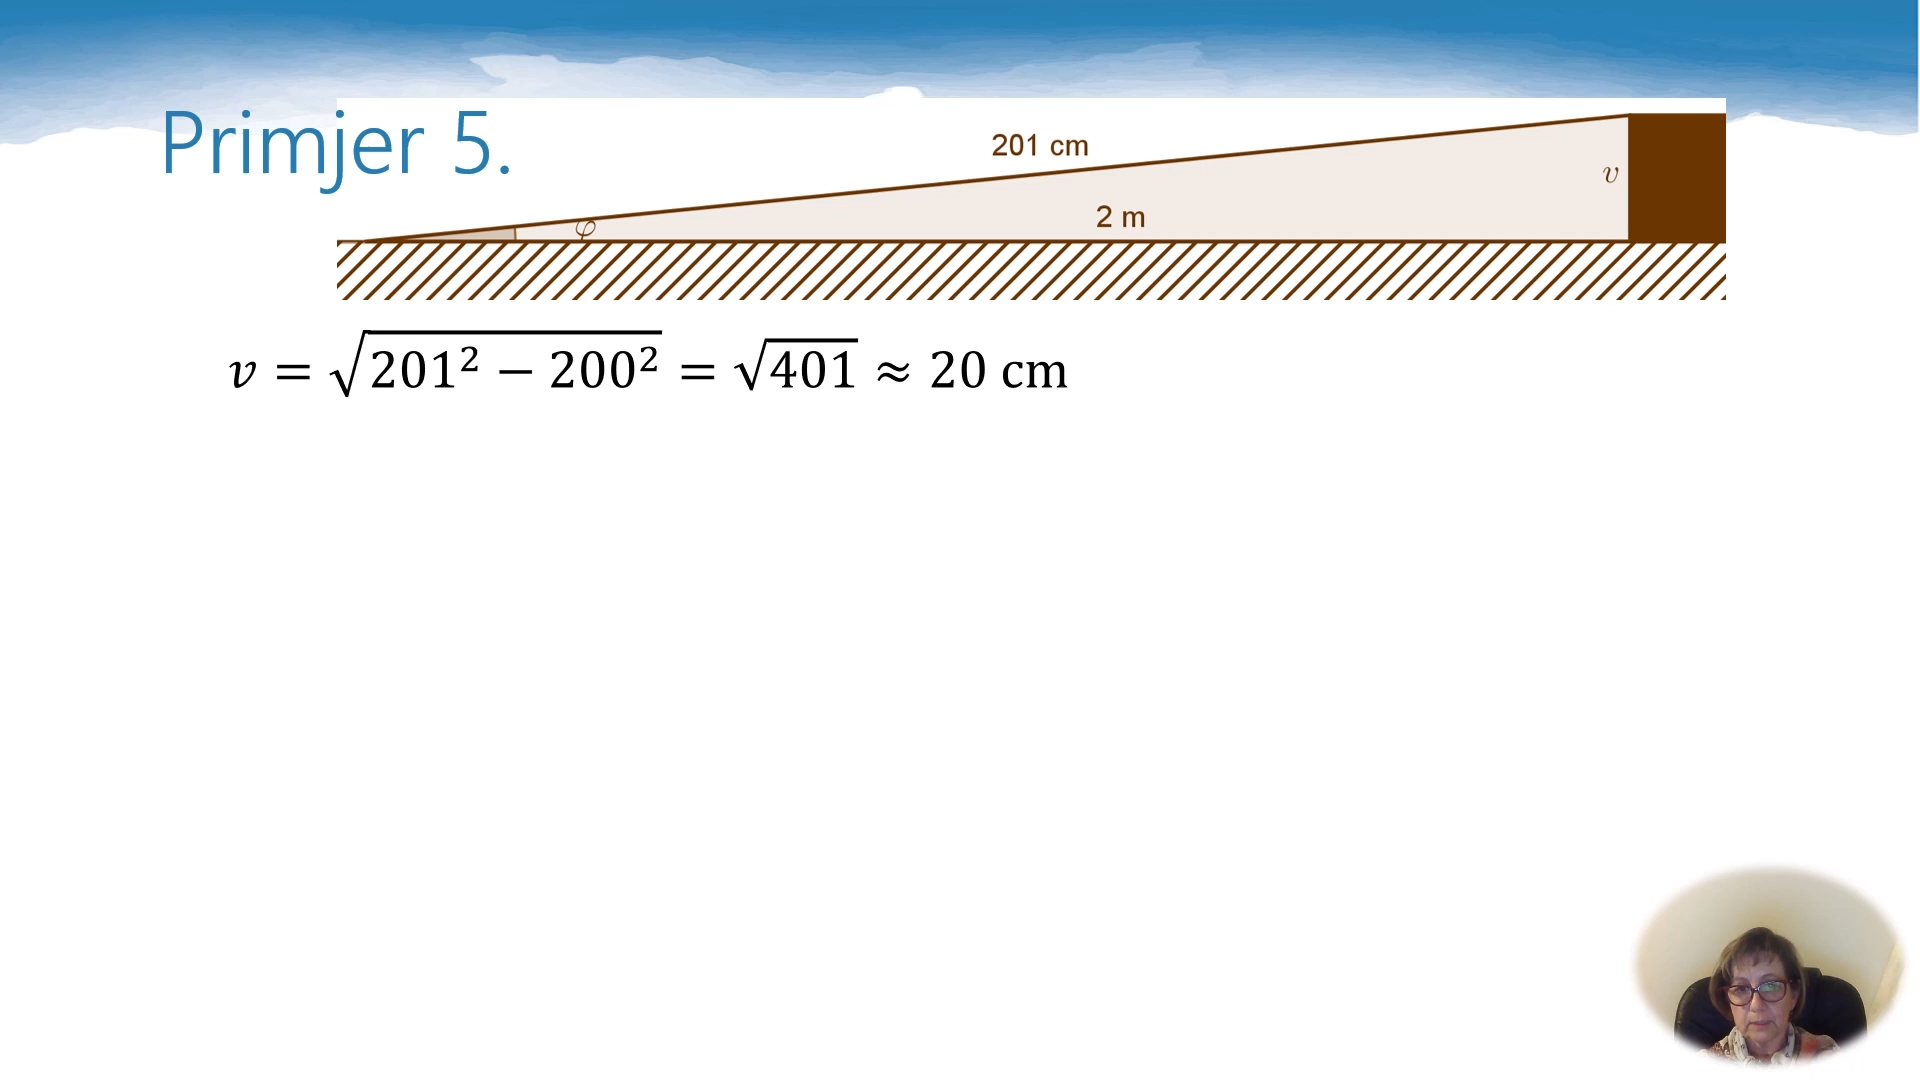 Primjer 5.
201 cm
v
2 m
φ
v = √(201² − 200²) = √401 ≈ 20 cm